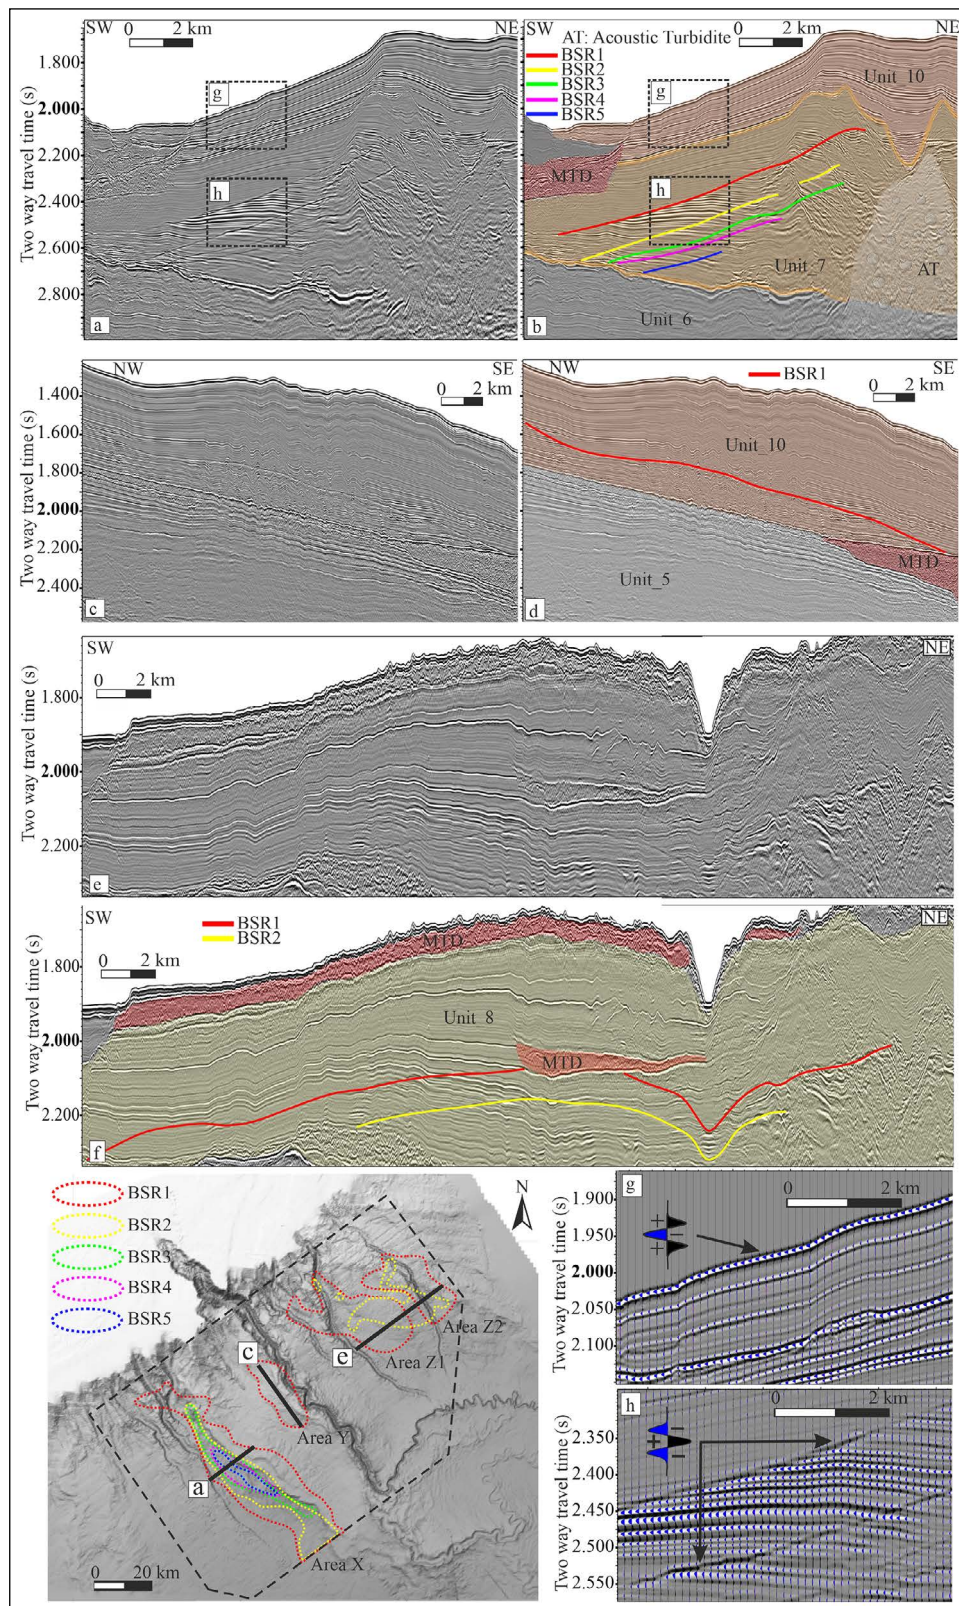 SW
0 2 km
NE
g
h
a
Two way travel time (s)
1.800
2.000
2.200
2.400
2.600
2.800
SW
AT: Acoustic Turbidite
0 2 km
NE
BSR1
BSR2
BSR3
BSR4
BSR5
g
Unit_10
MTD
h
Unit_7
AT
Unit_6
b
NW
SE
0 2 km
Two way travel time (s)
1.400
1.600
1.800
2.000
2.200
2.400
c
NW
BSR1
SE
0 2 km
Unit_10
MTD
Unit_5
d
SW
NE
0 2 km
Two way travel time (s)
1.800
2.000
2.200
e
SW
BSR1
BSR2
NE
0 2 km
MTD
Unit_8
MTD
Two way travel time (s)
1.800
2.000
2.200
f
BSR1
BSR2
BSR3
BSR4
BSR5
N
Area Z2
Area Z1
e
c
Area Y
a
Area X
0 20 km
g
0 2 km
+
−
+
Two way travel time (s)
1.900
1.950
2.000
2.050
2.100
h
0 2 km
−
+
−
Two way travel time (s)
2.350
2.400
2.450
2.500
2.550